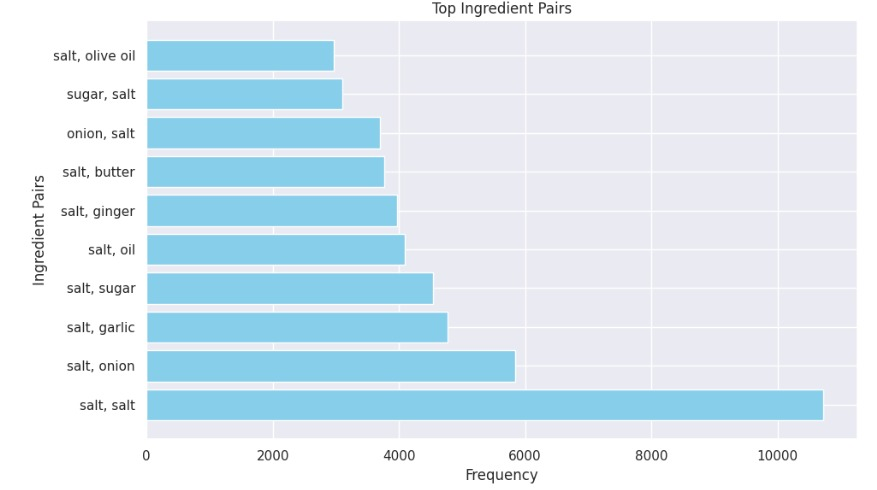 Top Ingredient Pairs
salt, olive oil
sugar, salt
onion, salt
salt, butter
salt, ginger
salt, oil
salt, sugar
salt, garlic
salt, onion
salt, salt
Ingredient Pairs
0 2000 4000 6000 8000 10000
Frequency